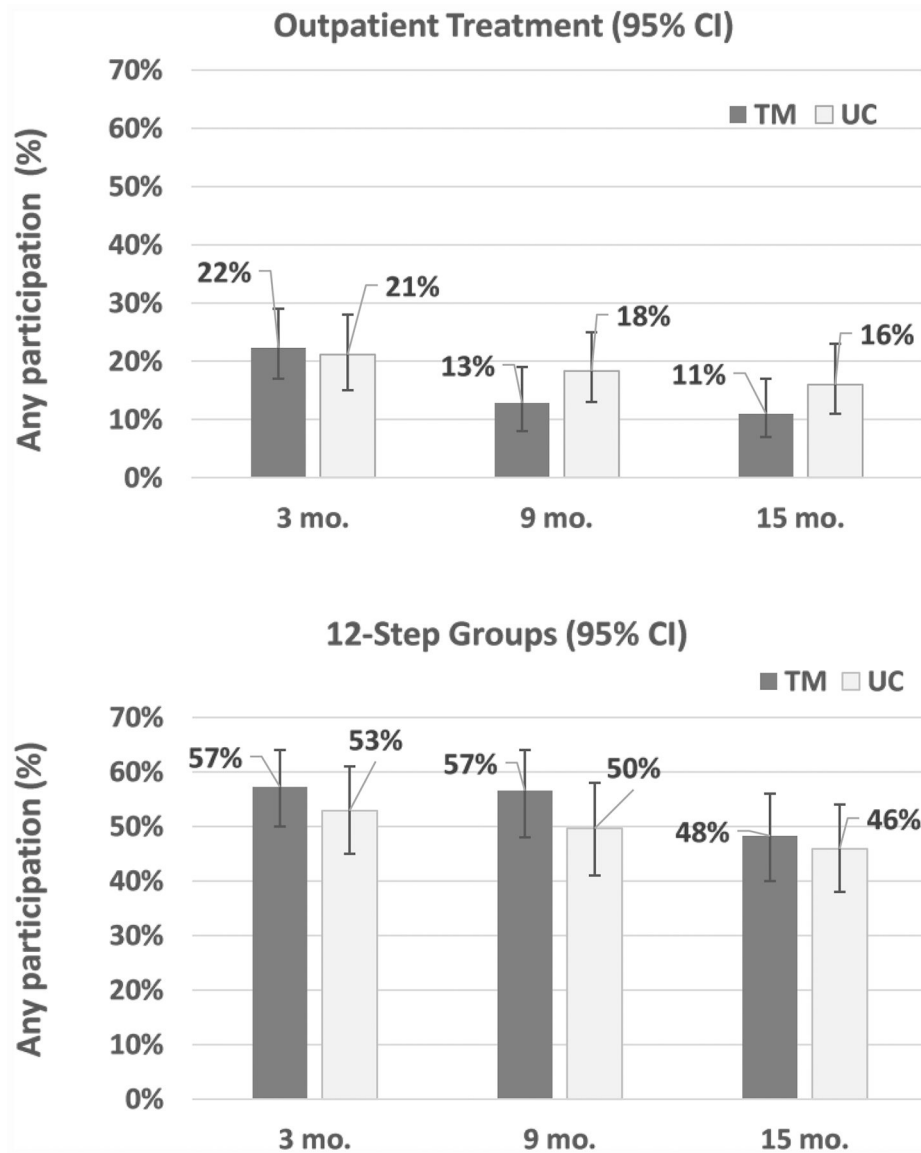 Outpatient Treatment (95% CI)
70%
TM UC
60%
50%
40%
22% 21%
30%
18%
16%
20%
13%
11%
10%
0%
3 mo. 9 mo. 15 mo.
Any participation (%)
12-Step Groups (95% CI)
TM UC
70%
57% 53% 57% 50%
60%
50%
48% 46%
40%
30%
20%
10%
0%
3 mo. 9 mo. 15 mo.
Any participation (%)